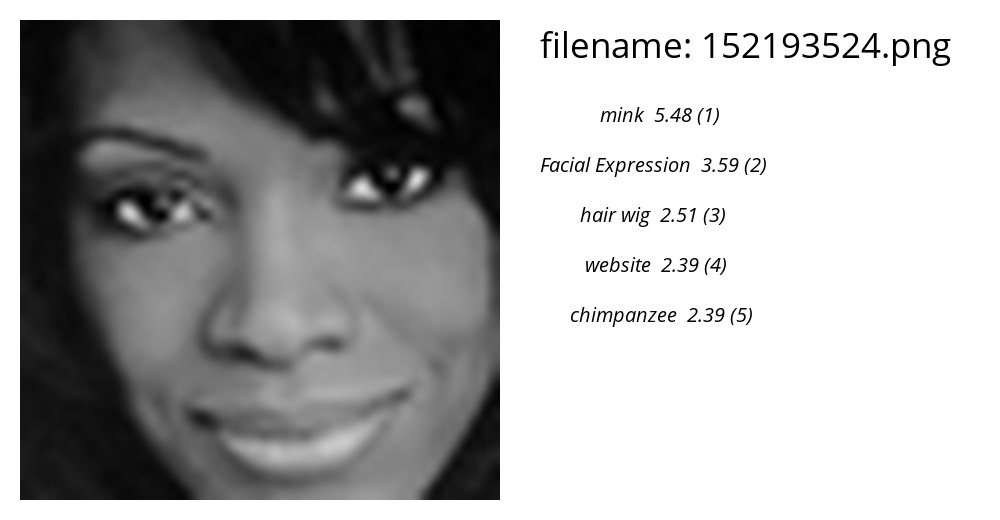 filename: 152193524.png
mink 5.48 (1)
Facial Expression 3.59 (2)
hair wig 2.51 (3)
website 2.39 (4)
chimpanzee 2.39 (5)